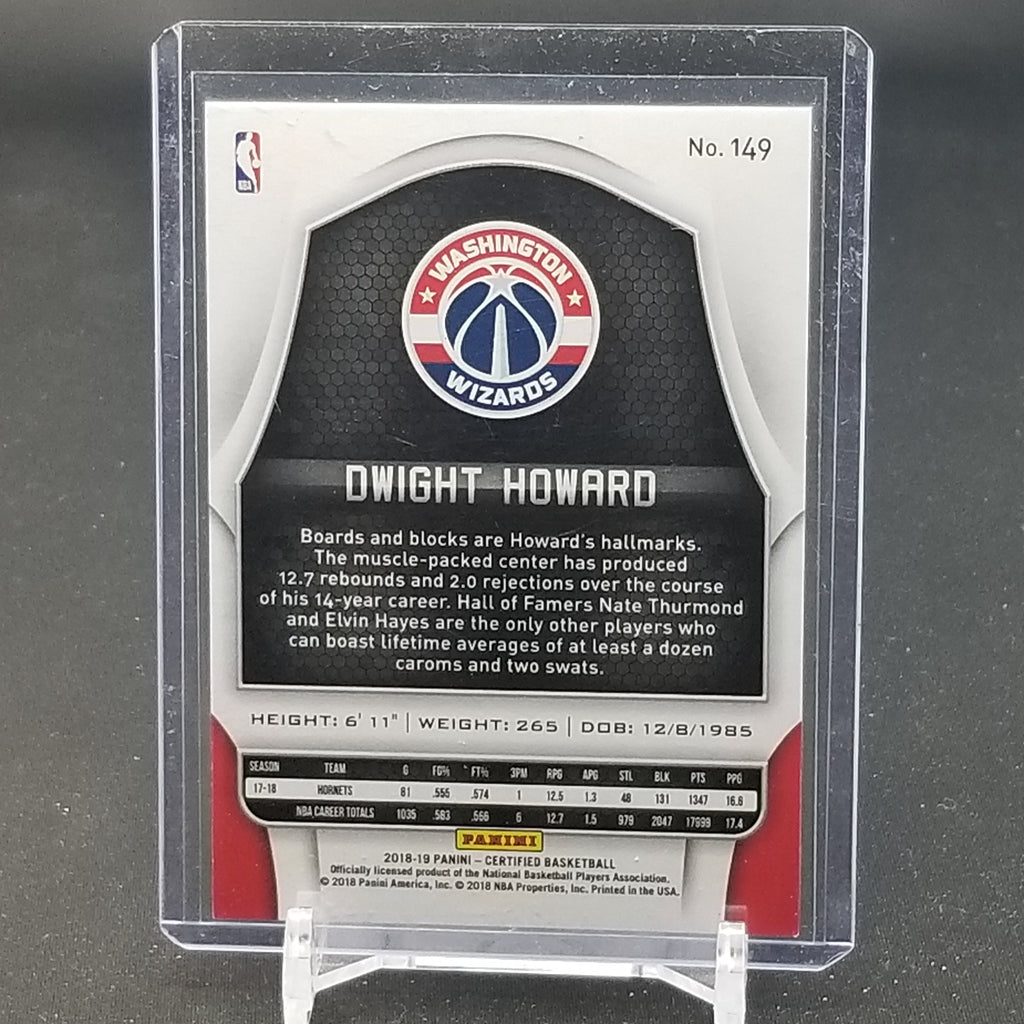 NBA
No. 149
WASHINGTON
WIZARDS
DWIGHT HOWARD
Boards and blocks are Howard's hallmarks.
The muscle-packed center has produced
12.7 rebounds and 2.0 rejections over the course
of his 14-year career. Hall of Famers Nate Thurmond
and Elvin Hayes are the only other players who
can boast lifetime averages of at least a dozen
caroms and two swats.
HEIGHT: 6' 11" | WEIGHT: 265 | DOB: 12/8/1985
SEASON TEAM G FG% FT% 3PM RPG APG STL BLK PTS PPG
17-18 HORNETS 81 .555 .574 1 12.5 1.3 48 131 1347 16.6
NBA CAREER TOTALS 1035 .583 .566 6 12.7 1.5 979 2047 17999 17.4
PANINI
2018-19 PANINI – CERTIFIED BASKETBALL
Officially licensed product of the National Basketball Players Association.
© 2018 Panini America, Inc. © 2018 NBA Properties, Inc. Printed in the USA.